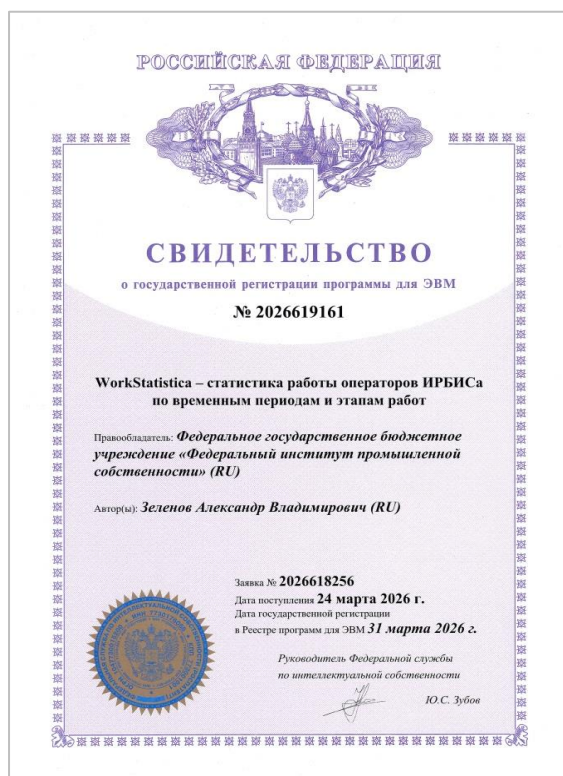 РОССИЙСКАЯ ФЕДЕРАЦИЯ
СВИДЕТЕЛЬСТВО
о государственной регистрации программы для ЭВМ
№ 2026619161
WorkStatistica – статистика работы операторов ИРБИСа
по временным периодам и этапам работ
Правообладатель: Федеральное государственное бюджетное
учреждение «Федеральный институт промышленной
собственности» (RU)
Автор(ы): Зеленов Александр Владимирович (RU)
Заявка № 2026618256
Дата поступления 24 марта 2026 г.
Дата государственной регистрации
в Реестре программ для ЭВМ 31 марта 2026 г.
Руководитель Федеральной службы
по интеллектуальной собственности
Ю.С. Зубов